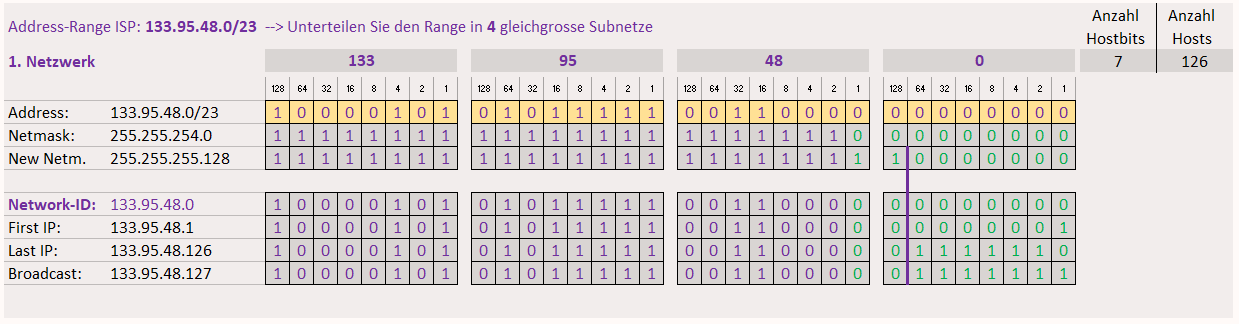 Address-Range ISP: 133.95.48.0/23 --> Unterteilen Sie den Range in 4 gleichgrosse Subnetze
Anzahl Hostbits
Anzahl Hosts
1. Netzwerk 133 95 48 0 7 126
128 64 32 16 8 4 2 1 128 64 32 16 8 4 2 1 128 64 32 16 8 4 2 1 128 64 32 16 8 4 2 1
Address: 133.95.48.0/23 1 0 0 0 0 1 0 1 0 1 0 1 1 1 1 1 0 0 1 1 0 0 0 0 0 0 0 0 0 0 0 0
Netmask: 255.255.254.0 1 1 1 1 1 1 1 1 1 1 1 1 1 1 1 1 1 1 1 1 1 1 1 0 0 0 0 0 0 0 0 0
New Netm. 255.255.255.128 1 1 1 1 1 1 1 1 1 1 1 1 1 1 1 1 1 1 1 1 1 1 1 1 1 0 0 0 0 0 0 0
Network-ID: 133.95.48.0 1 0 0 0 0 1 0 1 0 1 0 1 1 1 1 1 0 0 1 1 0 0 0 0 0 0 0 0 0 0 0 0
First IP: 133.95.48.1 1 0 0 0 0 1 0 1 0 1 0 1 1 1 1 1 0 0 1 1 0 0 0 0 0 0 0 0 0 0 0 1
Last IP: 133.95.48.126 1 0 0 0 0 1 0 1 0 1 0 1 1 1 1 1 0 0 1 1 0 0 0 0 0 1 1 1 1 1 1 0
Broadcast: 133.95.48.127 1 0 0 0 0 1 0 1 0 1 0 1 1 1 1 1 0 0 1 1 0 0 0 0 0 1 1 1 1 1 1 1